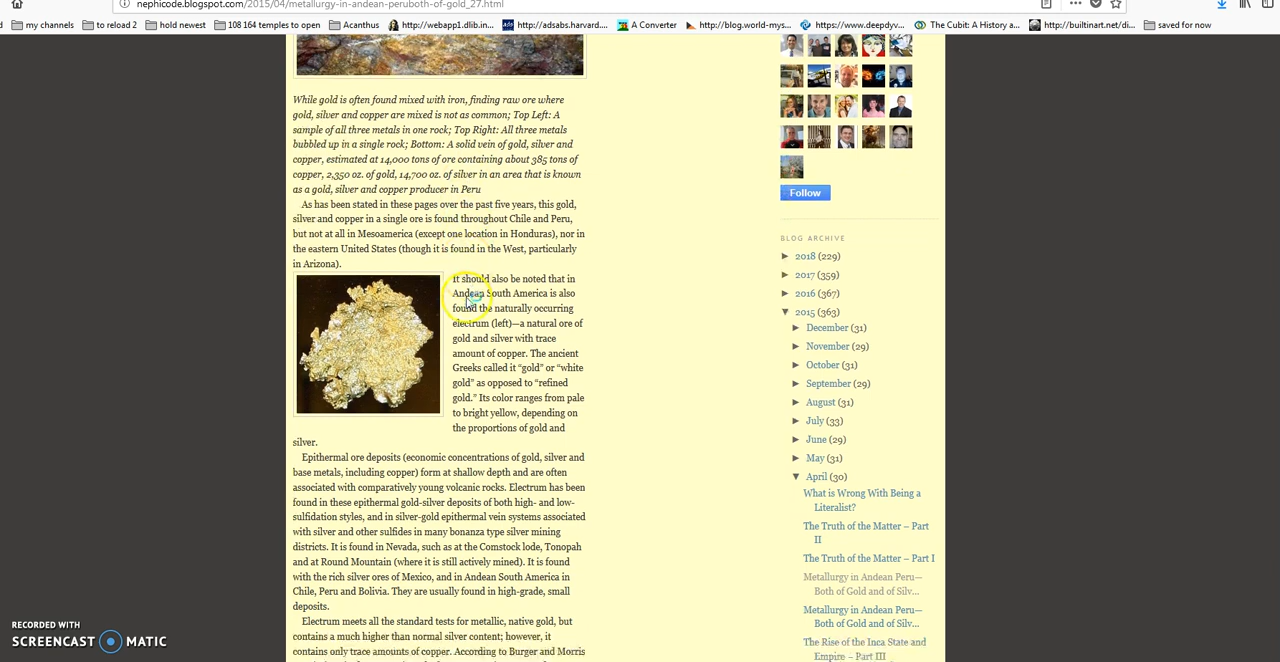 nephicode.blogspot.com/2015/04/metallurgy-in-andean-peruboth-of-gold_27.html
my channels
to reload 2
hold newest
108 164 temples to open
Acanthus
http://webapp1.dlib.in...
http://adsabs.harvard....
A Converter
http://blog.world-mys...
https://www.deepdyv...
The Cubit: A History a...
http://builtinart.net/di...
saved for now
While gold is often found mixed with iron, finding raw ore where
gold, silver and copper are mixed is not as common; Top Left: A
sample of all three metals in one rock; Top Right: All three metals
bubbled up in a single rock; Bottom: A solid vein of gold, silver and
copper, estimated at 14,000 tons of ore containing about 385 tons of
copper, 2,350 oz. of gold, 14,700 oz. of silver in an area that is known
as a gold, silver and copper producer in Peru
As has been stated in these pages over the past five years, this gold,
silver and copper in a single ore is found throughout Chile and Peru,
but not at all in Mesoamerica (except one location in Honduras), nor in
the eastern United States (though it is found in the West, particularly
in Arizona).
It should also be noted that in
Andean South America is also
found the naturally occurring
electrum (left)—a natural ore of
gold and silver with trace
amount of copper. The ancient
Greeks called it “gold” or “white
gold” as opposed to “refined
gold.” Its color ranges from pale
to bright yellow, depending on
the proportions of gold and
silver.
Epithermal ore deposits (economic concentrations of gold, silver and
base metals, including copper) form at shallow depth and are often
associated with comparatively young volcanic rocks. Electrum has been
found in these epithermal gold-silver deposits of both high- and low-
sulfidation styles, and in silver-gold epithermal vein systems associated
with silver and other sulfides in many bonanza type silver mining
districts. It is found in Nevada, such as at the Comstock lode, Tonopah
and at Round Mountain (where it is still actively mined). It is found
with the rich silver ores of Mexico, and in Andean South America in
Chile, Peru and Bolivia. They are usually found in high-grade, small
deposits.
Electrum meets all the standard tests for metallic, native gold, but
contains a much higher than normal silver content; however, it
contains only trace amounts of copper. According to Burger and Morris
Follow
BLOG ARCHIVE
► 2018 (229)
► 2017 (359)
► 2016 (367)
▼ 2015 (363)
► December (31)
► November (29)
► October (31)
► September (29)
► August (31)
► July (33)
► June (29)
► May (31)
▼ April (30)
What is Wrong With Being a
Literalist?
The Truth of the Matter – Part
II
The Truth of the Matter – Part I
Metallurgy in Andean Peru—
Both of Gold and of Silv...
Metallurgy in Andean Peru—
Both of Gold and of Silv...
The Rise of the Inca State and
Empire – Part III
RECORDED WITH
SCREENCAST MATIC